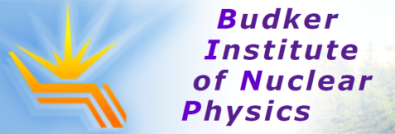 Budker
Institute
of Nuclear
Physics